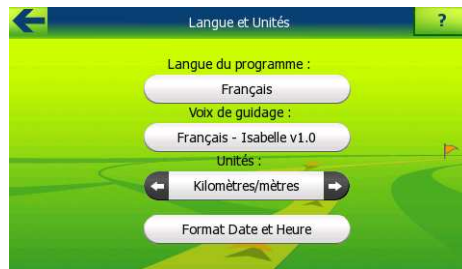 Langue et Unités
?
Langue du programme :
Français
Voix de guidage :
Français - Isabelle v1.0
Unités :
Kilomètres/mètres
Format Date et Heure